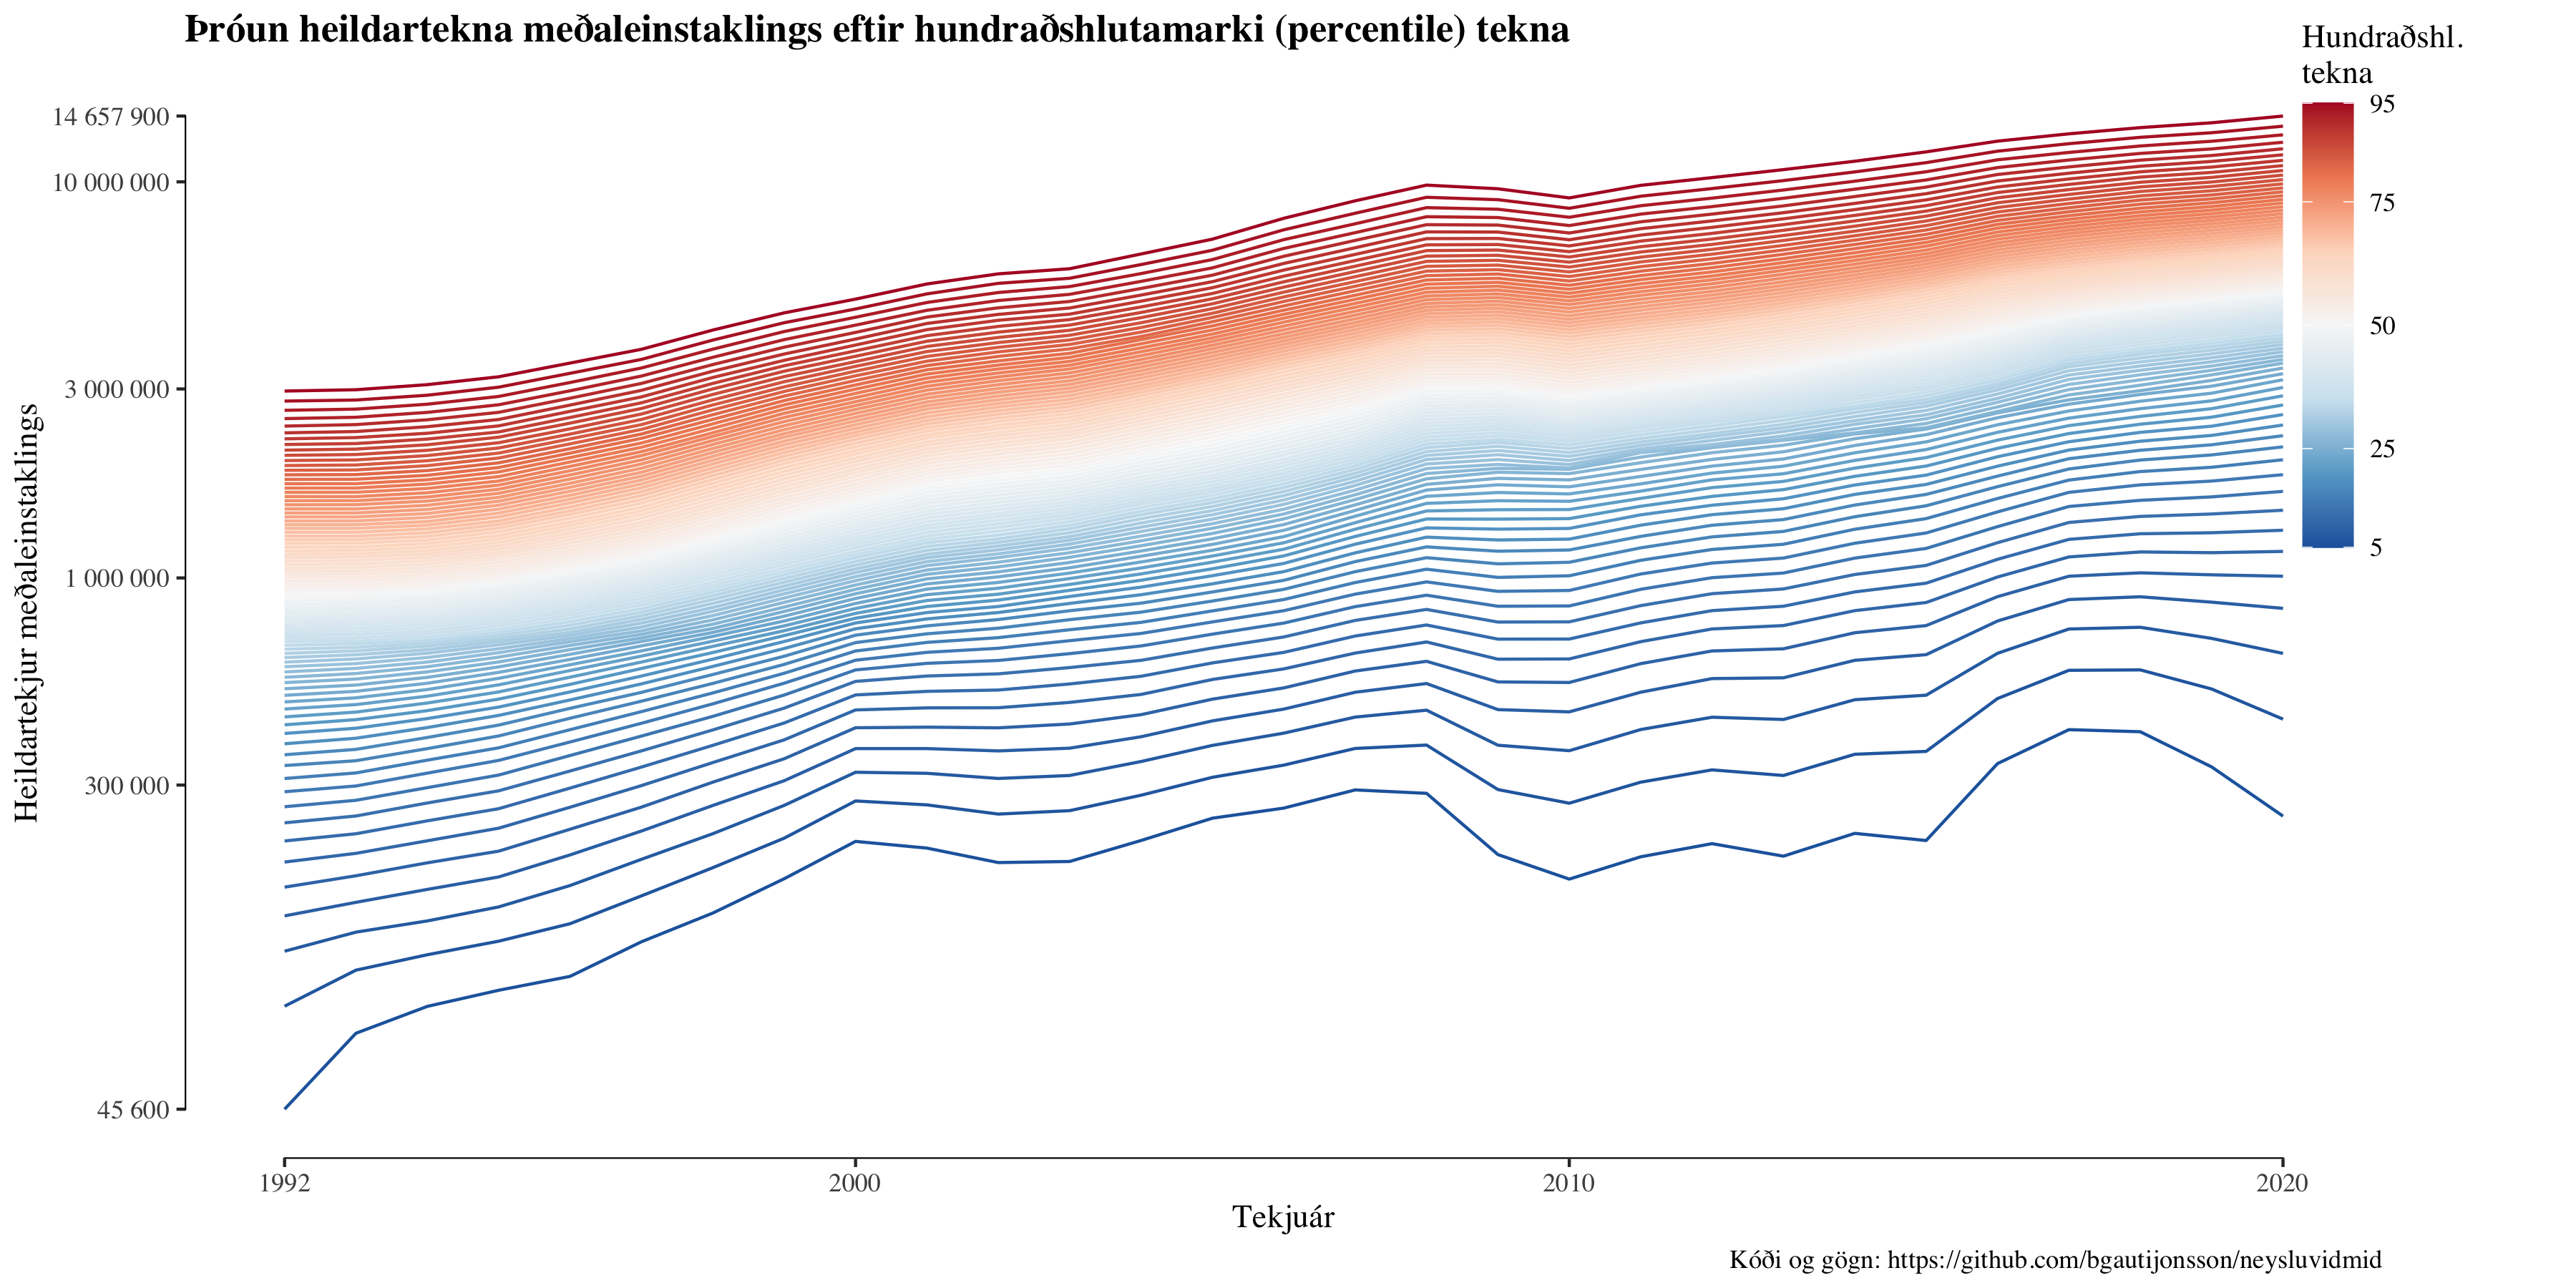 Þróun heildartekna meðaleinstaklings eftir hundraðshlutamarki (percentile) tekna
Hundraðshl.
tekna
95
75
50
25
5
Heildartekjur meðaleinstaklings
14 657 900
10 000 000
3 000 000
1 000 000
300 000
45 600
1992
2000
2010
2020
Tekjuár
Kóði og gögn: https://github.com/bgautijonsson/neysluvidmid